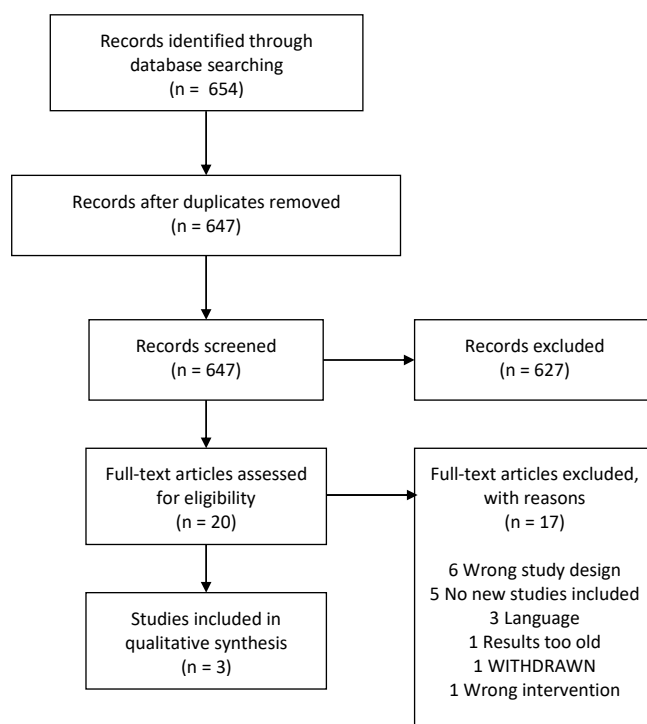 Records identified through
database searching
(n = 654)
Records after duplicates removed
(n = 647)
Records screened
(n = 647)
Records excluded
(n = 627)
Full-text articles assessed
for eligibility
(n = 20)
Full-text articles excluded,
with reasons
(n = 17)
6 Wrong study design
5 No new studies included
3 Language
1 Results too old
1 WITHDRAWN
1 Wrong intervention
Studies included in
qualitative synthesis
(n = 3)